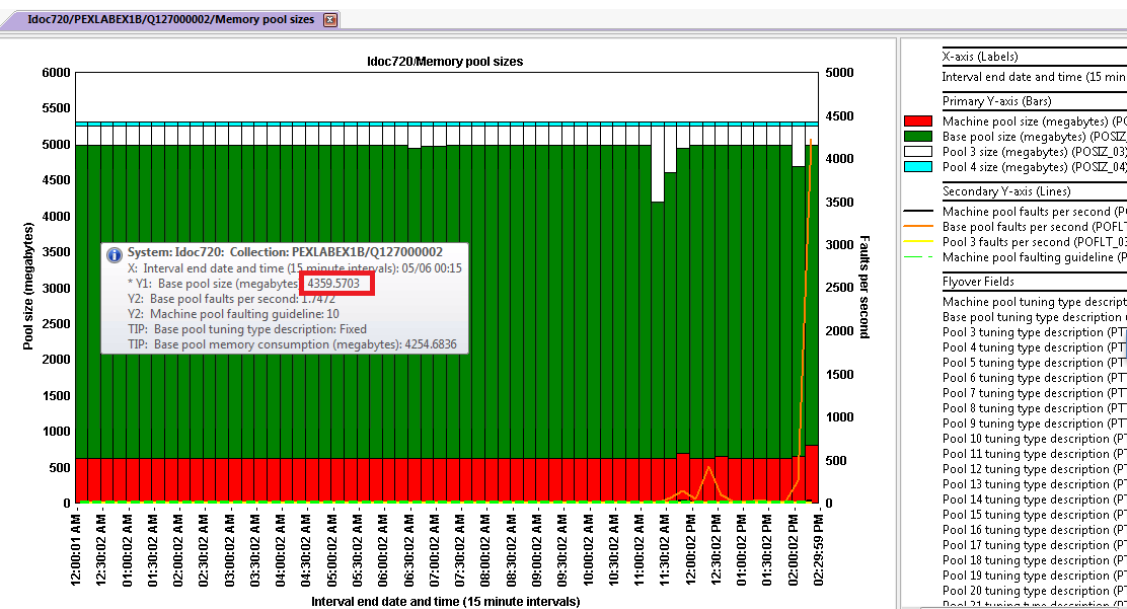 Idoc720/PEXLABEX1B/Q127000002/Memory pool sizes
Idoc720/Memory pool sizes
6000
5500
5000
4500
4000
3500
3000
2500
2000
1500
1000
500
0
Pool size (megabytes)
5000
4500
4000
3500
3000
2500
2000
1500
1000
500
0
Faults per second
System: Idoc720: Collection: PEXLABEX1B/Q127000002
X: Interval end date and time (15 minute intervals): 05/06 00:15
* Y1: Base pool size (megabytes 4359.5703
Y2: Base pool faults per second: 1.7472
Y2: Machine pool faulting guideline: 10
TIP: Base pool tuning type description: Fixed
TIP: Base pool memory consumption (megabytes): 4254.6836
12:00:01 AM
12:30:02 AM
01:00:02 AM
01:30:02 AM
02:00:02 AM
02:30:02 AM
03:00:02 AM
03:30:02 AM
04:00:02 AM
04:30:02 AM
05:00:02 AM
05:30:02 AM
06:00:02 AM
06:30:02 AM
07:00:02 AM
07:30:02 AM
08:00:02 AM
08:30:02 AM
09:00:02 AM
09:30:02 AM
10:00:02 AM
10:30:02 AM
11:00:02 AM
11:30:02 AM
12:00:02 PM
12:30:02 PM
01:00:02 PM
01:30:02 PM
02:00:02 PM
02:29:59 PM
Interval end date and time (15 minute intervals)
X-axis (Labels)
Interval end date and time (15 min
Primary Y-axis (Bars)
Machine pool size (megabytes) (PO
Base pool size (megabytes) (POSIZ_
Pool 3 size (megabytes) (POSIZ_03)
Pool 4 size (megabytes) (POSIZ_04)
Secondary Y-axis (Lines)
Machine pool faults per second (P
Base pool faults per second (POFL
Pool 3 faults per second (POFLT_03
Machine pool faulting guideline (P
Flyover Fields
Machine pool tuning type descript
Base pool tuning type description
Pool 3 tuning type description (PT
Pool 4 tuning type description (PT
Pool 5 tuning type description (PT
Pool 6 tuning type description (PT
Pool 7 tuning type description (PT
Pool 8 tuning type description (PT
Pool 9 tuning type description (PT
Pool 10 tuning type description (P
Pool 11 tuning type description (P
Pool 12 tuning type description (P
Pool 13 tuning type description (P
Pool 14 tuning type description (P
Pool 15 tuning type description (P
Pool 16 tuning type description (P
Pool 17 tuning type description (P
Pool 18 tuning type description (P
Pool 19 tuning type description (P
Pool 20 tuning type description (P
Pool 21 tuning type description (P